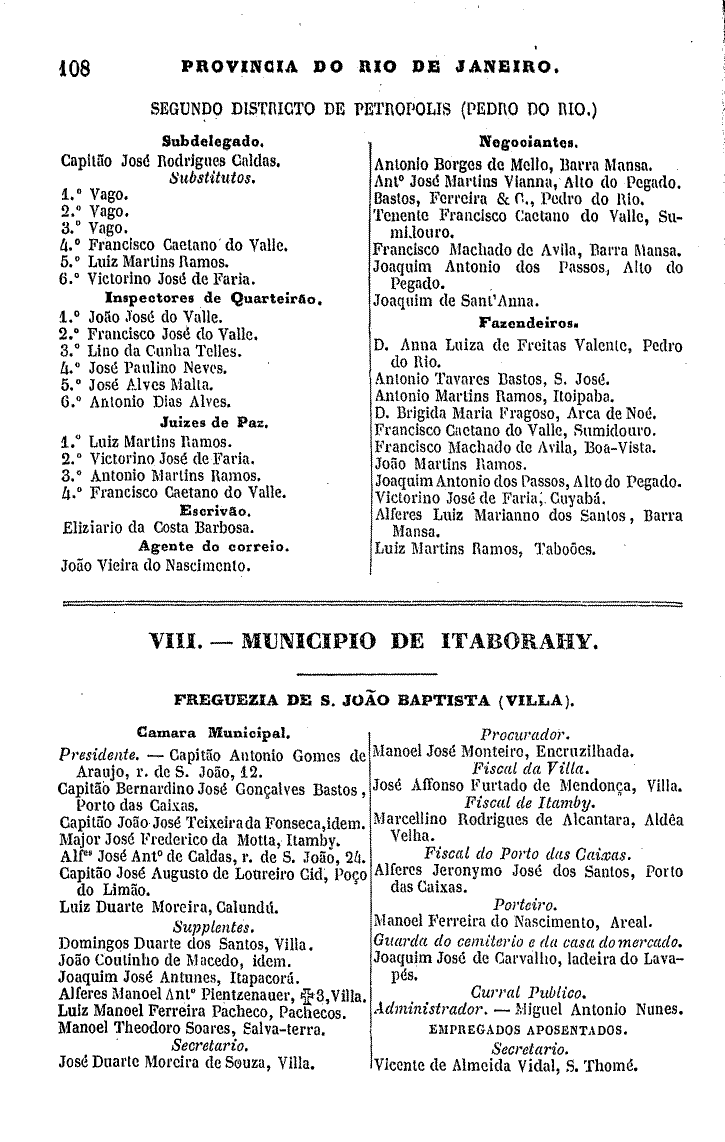 108 PROVINCIA DO RIO DE JANEIRO.
SEGUNDO DISTRICTO DE PETROPOLIS (PEDRO DO RIO.)
Subdelegado.
Capitão José Rodrigues Caldas.
Substitutos.
1.º Vago.
2.º Vago.
3.º Vago.
4.º Francisco Caetano do Valle.
5.º Luiz Martins Ramos.
6.º Victorino José de Faria.
Inspectores de Quarteirão.
1.º João José do Valle.
2.º Francisco José do Valle.
3.º Lino da Cunha Telles.
4.º José Paulino Neves.
5.º José Alves Malta.
6.º Antonio Dias Alves.
Juizes de Paz.
1.º Luiz Martins Ramos.
2.º Victorino José de Faria.
3.º Antonio Martins Ramos.
4.º Francisco Caetano do Valle.
Escrivão.
Eliziario da Costa Barbosa.
Agente do correio.
João Vieira do Nascimento.
Negociantes.
Antonio Borges de Mello, Barra Mansa.
Antº José Martins Vianna, Alto do Pegado.
Bastos, Ferreira & C., Pedro do Rio.
Tenente Francisco Caetano do Valle, Su-
midouro.
Francisco Machado de Avila, Barra Mansa.
Joaquim Antonio dos Passos, Alto do
Pegado.
Joaquim de Sant'Anna.
Fazendeiros.
D. Anna Luiza de Freitas Valente, Pedro
do Rio.
Antonio Tavares Bastos, S. José.
Antonio Martins Ramos, Itoipaba.
D. Brigida Maria Fragoso, Arca de Noé.
Francisco Caetano do Valle, Sumidouro.
Francisco Machado de Avila, Boa-Vista.
João Martins Ramos.
Joaquim Antonio dos Passos, Alto do Pegado.
Victorino José de Faria, Cuyabá.
Alferes Luiz Marianno dos Santos, Barra
Mansa.
Luiz Martins Ramos, Taboões.
VIII. — MUNICIPIO DE ITABORAHY.
FREGUEZIA DE S. JOÃO BAPTISTA (VILLA).
Camara Municipal.
Presidente. — Capitão Antonio Gomes de
Araujo, r. de S. João, 12.
Capitão Bernardino José Gonçalves Bastos,
Porto das Caixas.
Capitão João José Teixeira da Fonseca, idem.
Major José Frederico da Motta, Itamby.
Alfes José Antº de Caldas, r. de S. João, 24.
Capitão José Augusto de Loureiro Cid, Poço
do Limão.
Luiz Duarte Moreira, Calundú.
Supplentes.
Domingos Duarte dos Santos, Villa.
João Coutinho de Macedo, idem.
Joaquim José Antunes, Itapacorá.
Alferes Manoel Antº Pientzenauer, ✠3, Villa.
Luiz Manoel Ferreira Pacheco, Pachecos.
Manoel Theodoro Soares, Salva-terra.
Secretario.
José Duarte Moreira de Souza, Villa.
Procurador.
Manoel José Monteiro, Encruzilhada.
Fiscal da Villa.
José Affonso Furtado de Mendonça, Villa.
Fiscal de Itamby.
Marcellino Rodrigues de Alcantara, Aldêa
Velha.
Fiscal do Porto das Caixas.
Alferes Jeronymo José dos Santos, Porto
das Caixas.
Porteiro.
Manoel Ferreira do Nascimento, Areal.
Guarda do cemiterio e da casa do mercado.
Joaquim José de Carvalho, ladeira do Lava-
pés.
Curral Publico.
Administrador. — Miguel Antonio Nunes.
EMPREGADOS APOSENTADOS.
Secretario.
Vicente de Almeida Vidal, S. Thomé.